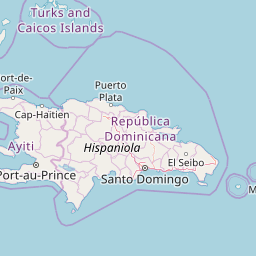 Turks and
Caicos Islands
Puerto
Plata
ort-de-
Paix
Cap-Haïtien
República
Dominicana
Ayiti
Hispaniola
El Seibo
Port-au-Prince
Santo Domingo
M